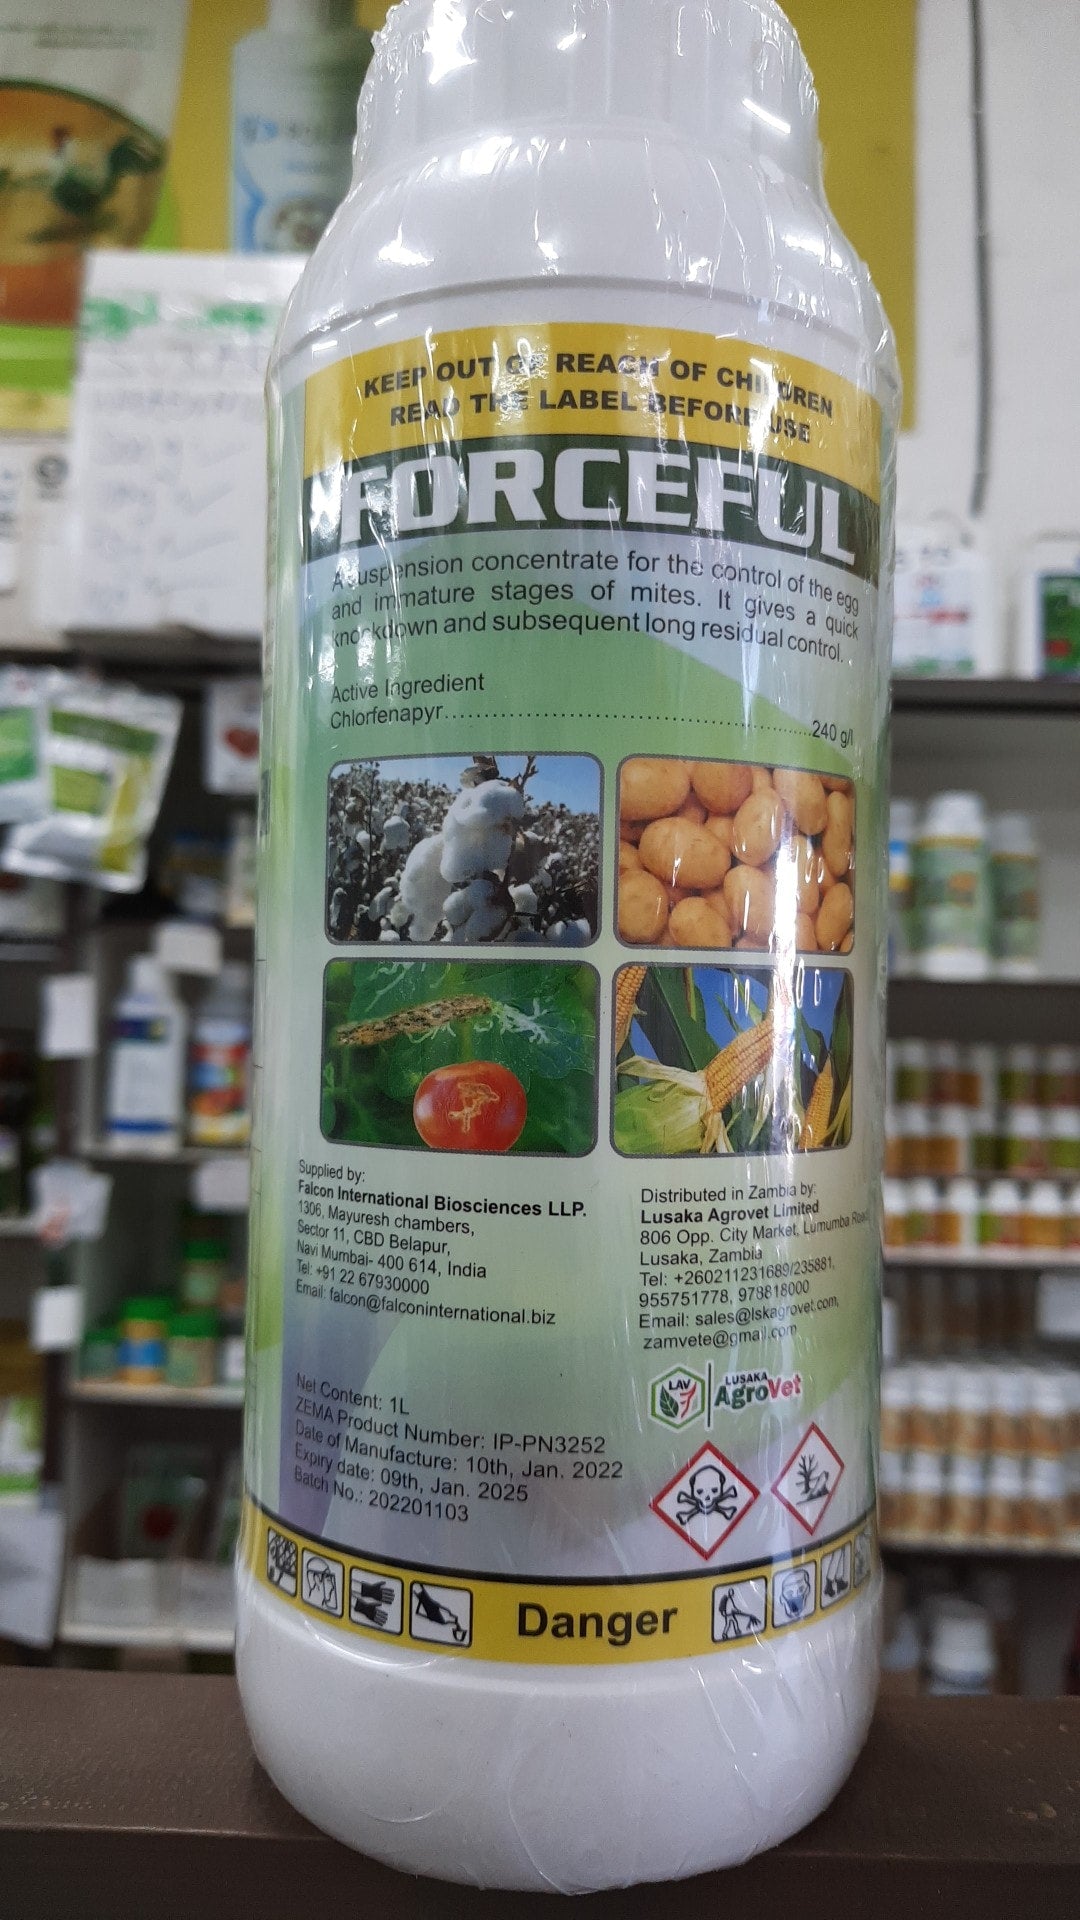 KEEP OUT OF REACH OF CHILDREN
READ THE LABEL BEFORE USE
FORCEFUL
A suspension concentrate for the control of the egg
and immature stages of mites. It gives a quick
knockdown and subsequent long residual control.
Active Ingredient
Chlorfenapyr.....................................................240 g/l
Supplied by:
Falcon International Biosciences LLP.
1306, Mayuresh chambers,
Sector 11, CBD Belapur,
Navi Mumbai- 400 614, India
Tel: +91 22 67930000
Email: falcon@falconinternational.biz
Distributed in Zambia by:
Lusaka Agrovet Limited
806 Opp. City Market, Lumumba Road
Lusaka, Zambia
Tel: +260211231689/235881,
955751778, 978818000
Email: sales@lskagrovet.com,
zamvete@gmail.com
LAV
LUSAKA
AgroVet
Net Content: 1L
ZEMA Product Number: IP-PN3252
Date of Manufacture: 10th, Jan. 2022
Expiry date: 09th, Jan. 2025
Batch No.: 202201103
Danger